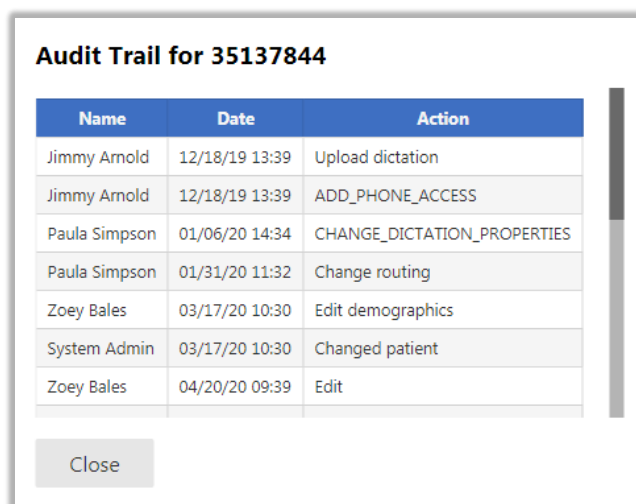 Audit Trail for 35137844
Name Date Action
Jimmy Arnold 12/18/19 13:39 Upload dictation
Jimmy Arnold 12/18/19 13:39 ADD_PHONE_ACCESS
Paula Simpson 01/06/20 14:34 CHANGE_DICTATION_PROPERTIES
Paula Simpson 01/31/20 11:32 Change routing
Zoey Bales 03/17/20 10:30 Edit demographics
System Admin 03/17/20 10:30 Changed patient
Zoey Bales 04/20/20 09:39 Edit
Close